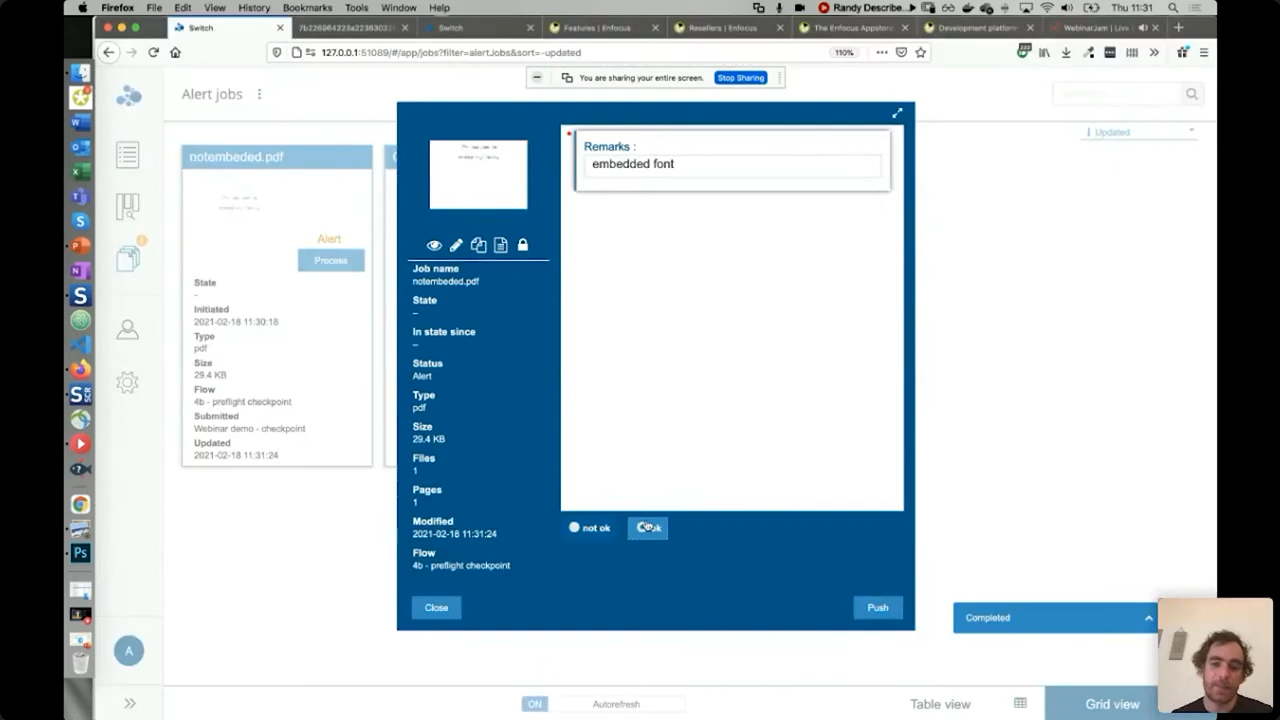 Firefox File Edit View History Bookmarks Tools Window Help
Randy Describe...
Thu 11:31
Switch
7b226964223a22383032
Switch
Features | Enfocus
Resellers | Enfocus
The Enfocus Appstore
Development platform
WebinarJam | Live
127.0.0.1:51089/#/app/jobs?filter=alertJobs&sort=-updated
110%
You are sharing your entire screen.
Stop Sharing
Alert jobs
Updated
notembeded.pdf
Alert
Process
State
-
Initiated
2021-02-18 11:30:18
Type
pdf
Size
29.4 KB
Flow
4b - preflight checkpoint
Submitted
Webinar demo - checkpoint
Updated
2021-02-18 11:31:24
Job name
notembeded.pdf
State
–
In state since
–
Status
Alert
Type
pdf
Size
29.4 KB
Files
1
Pages
1
Modified
2021-02-18 11:31:24
Flow
4b - preflight checkpoint
Remarks :
embedded font
not ok
ok
Close
Push
Completed
A
ON
Autorefresh
Table view
Grid view